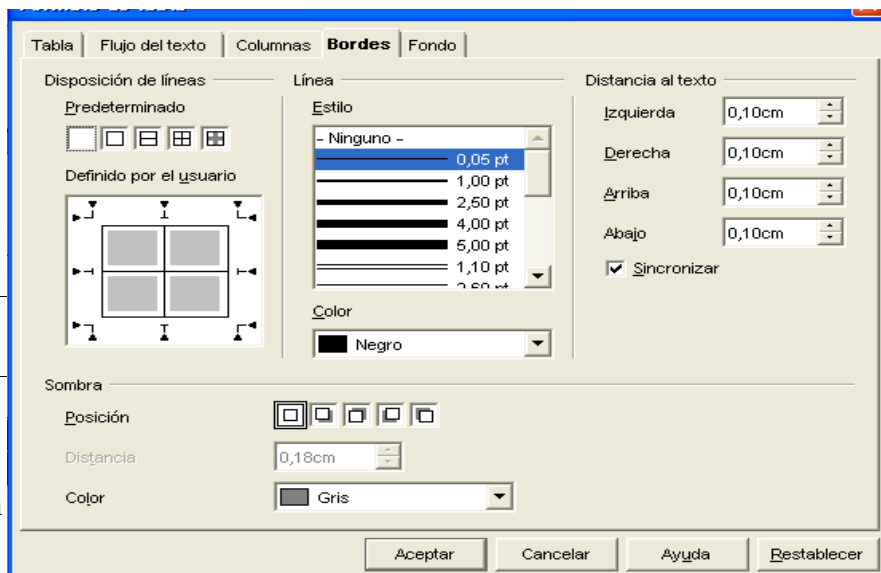 Tabla Flujo del texto Columnas Bordes Fondo
Disposición de líneas
Predeterminado
Definido por el usuario
Línea
Estilo
- Ninguno -
0,05 pt
1,00 pt
2,50 pt
4,00 pt
5,00 pt
1,10 pt
2,60 pt
Color
Negro
Distancia al texto
Izquierda 0,10cm
Derecha 0,10cm
Arriba 0,10cm
Abajo 0,10cm
Sincronizar
Sombra
Posición
Distancia 0,18cm
Color Gris
Aceptar Cancelar Ayuda Restablecer